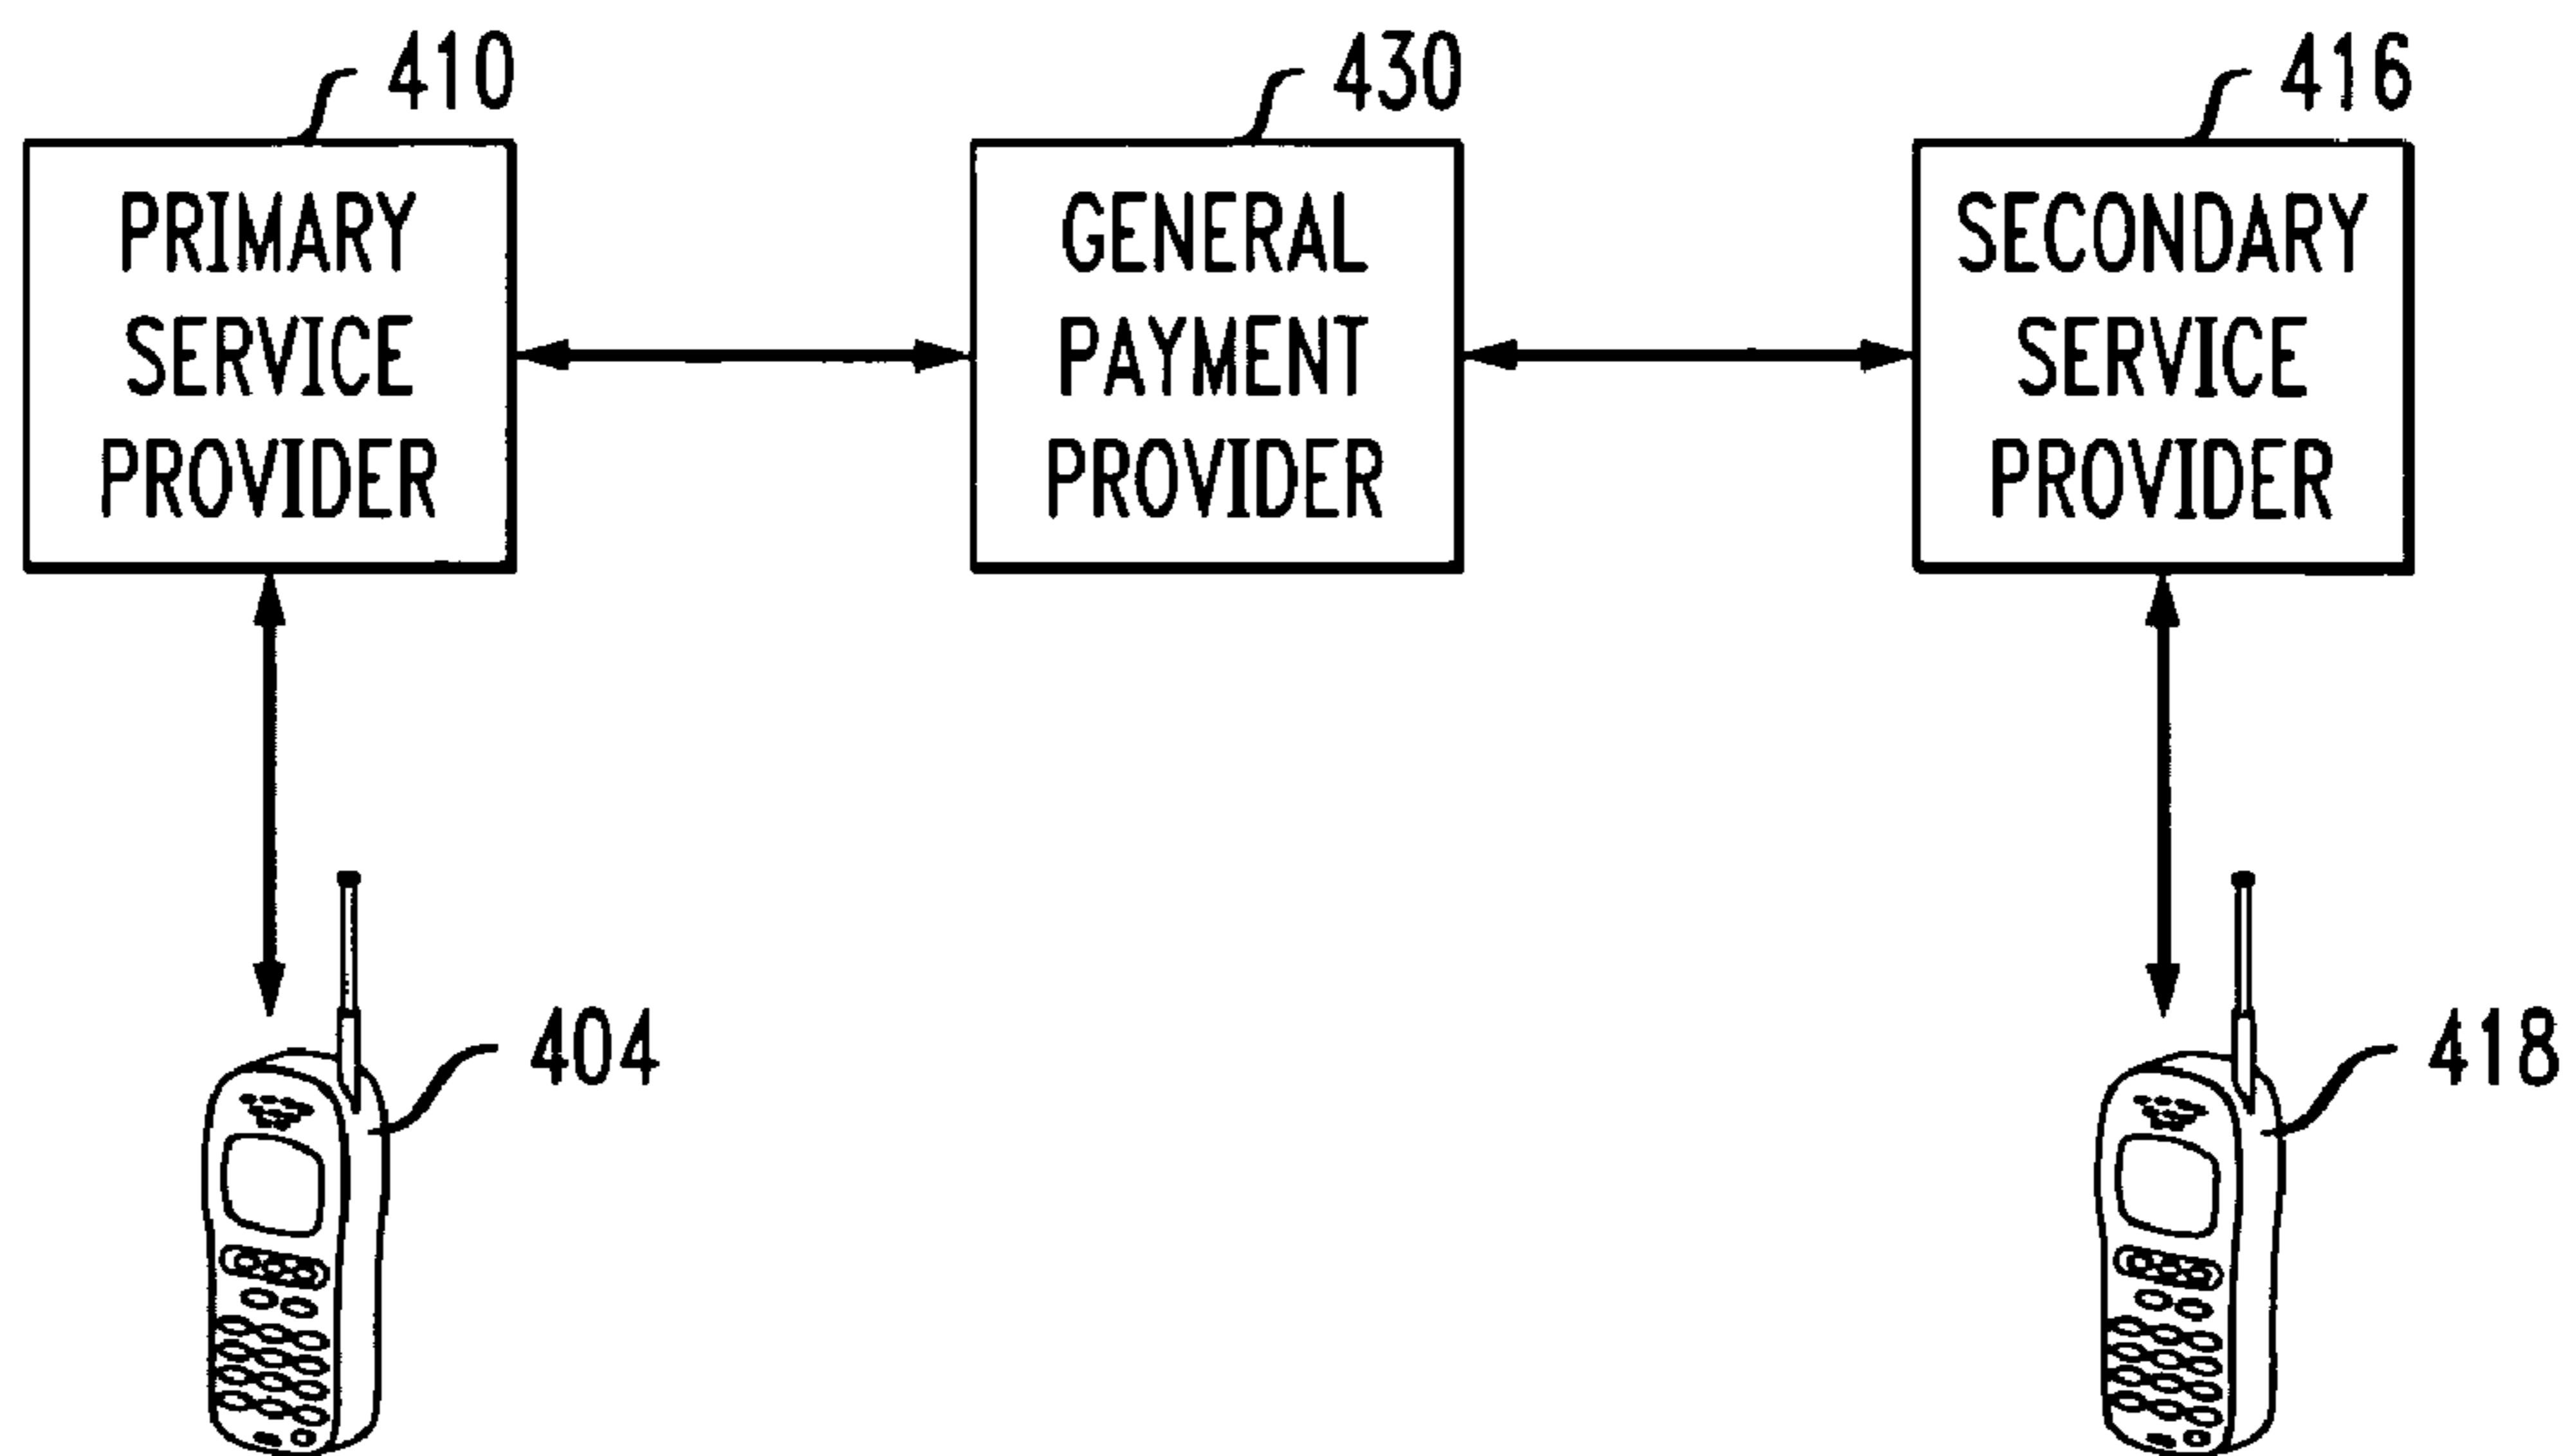 410
430
416
PRIMARY
SERVICE
PROVIDER
GENERAL
PAYMENT
PROVIDER
SECONDARY
SERVICE
PROVIDER
404
418